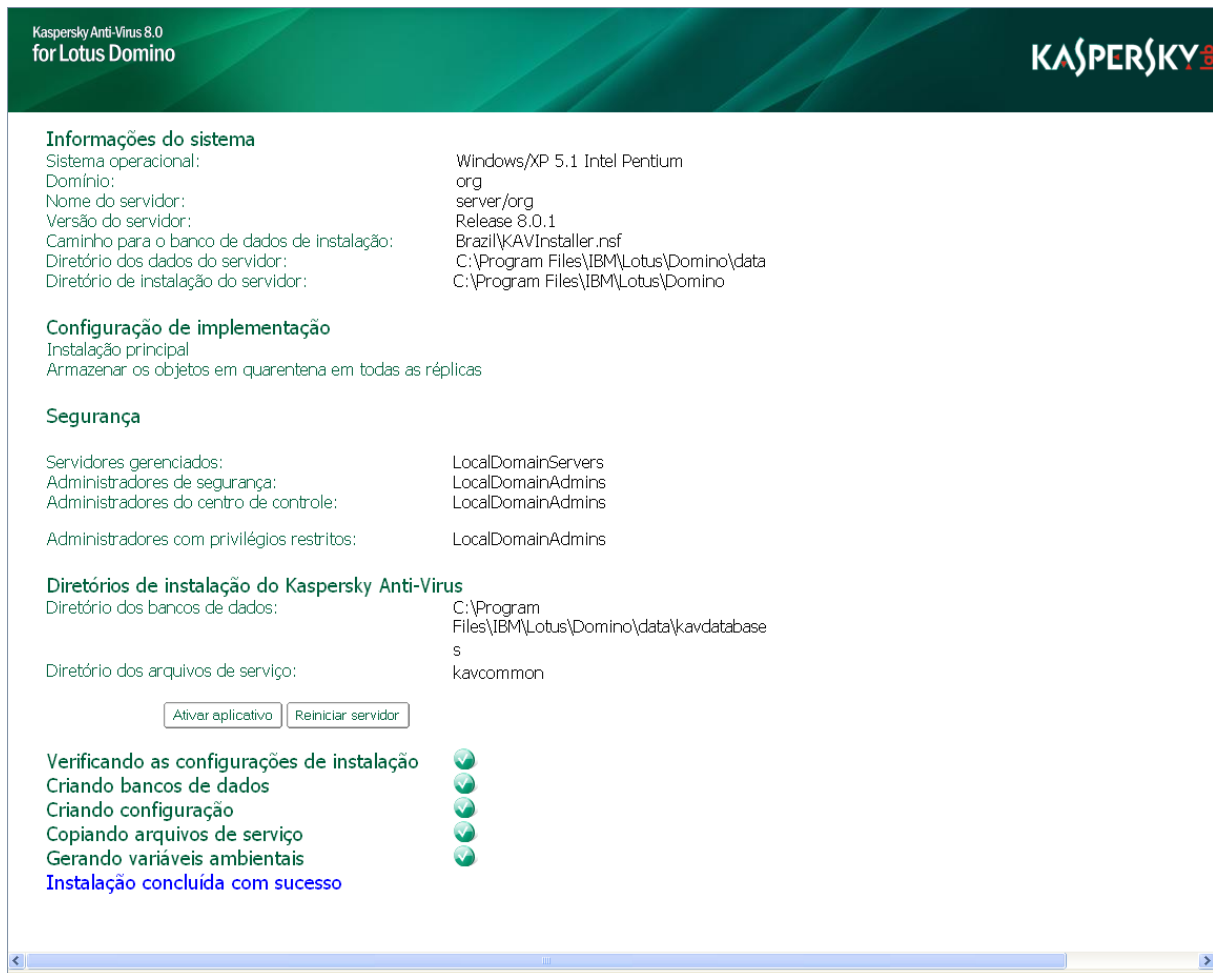 Kaspersky Anti-Virus 8.0
for Lotus Domino
KASPERSKY lab
Informações do sistema
Sistema operacional: Windows/XP 5.1 Intel Pentium
Domínio: org
Nome do servidor: server/org
Versão do servidor: Release 8.0.1
Caminho para o banco de dados de instalação: Brazil\KAVInstaller.nsf
Diretório dos dados do servidor: C:\Program Files\IBM\Lotus\Domino\data
Diretório de instalação do servidor: C:\Program Files\IBM\Lotus\Domino
Configuração de implementação
Instalação principal
Armazenar os objetos em quarentena em todas as réplicas
Segurança
Servidores gerenciados: LocalDomainServers
Administradores de segurança: LocalDomainAdmins
Administradores do centro de controle: LocalDomainAdmins
Administradores com privilégios restritos: LocalDomainAdmins
Diretórios de instalação do Kaspersky Anti-Virus
Diretório dos bancos de dados: C:\Program
Files\IBM\Lotus\Domino\data\kavdatabase
s
Diretório dos arquivos de serviço: kavcommon
Ativar aplicativo Reiniciar servidor
Verificando as configurações de instalação
Criando bancos de dados
Criando configuração
Copiando arquivos de serviço
Gerando variáveis ambientais
Instalação concluída com sucesso